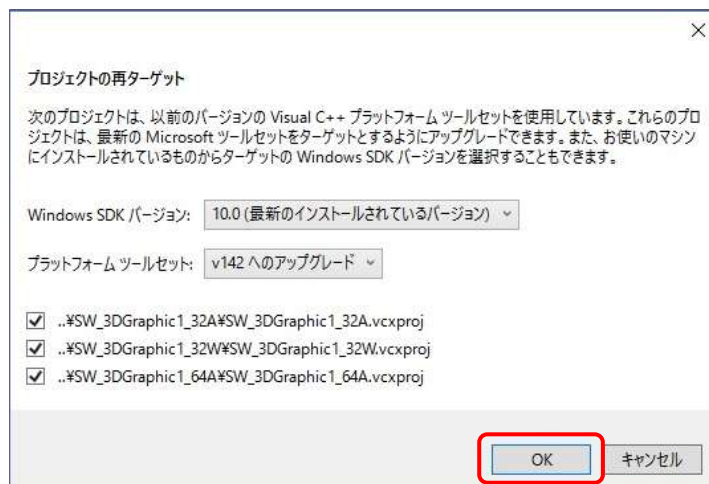 プロジェクトの再ターゲット
次のプロジェクトは、以前のバージョンの Visual C++ プラットフォーム ツールセットを使用しています。これらのプロ
ジェクトは、最新の Microsoft ツールセットをターゲットとするようにアップグレードできます。また、お使いのマシン
にインストールされているものからターゲットの Windows SDK バージョンを選択することもできます。
Windows SDK バージョン: 10.0 (最新のインストールされているバージョン)
プラットフォーム ツールセット: v142 へのアップグレード
..¥SW_3DGraphic1_32A¥SW_3DGraphic1_32A.vcxproj
..¥SW_3DGraphic1_32W¥SW_3DGraphic1_32W.vcxproj
..¥SW_3DGraphic1_64A¥SW_3DGraphic1_64A.vcxproj
OK キャンセル